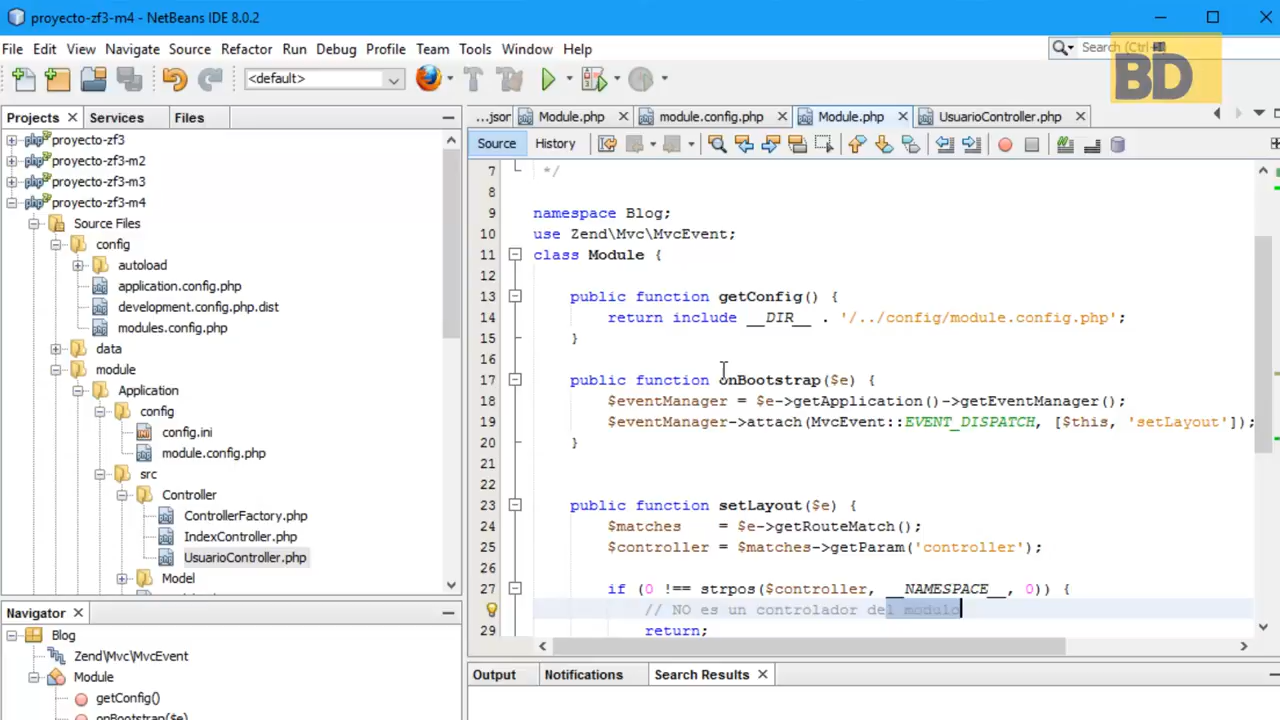 proyecto-zf3-m4 - NetBeans IDE 8.0.2
File Edit View Navigate Source Refactor Run Debug Profile Team Tools Window Help
Search (Ctrl+
BD
<default>
Projects Services Files
...json Module.php module.config.php Module.php UsuarioController.php
Source History
proyecto-zf3
proyecto-zf3-m2
proyecto-zf3-m3
proyecto-zf3-m4
Source Files
config
autoload
application.config.php
development.config.php.dist
modules.config.php
data
module
Application
config
config.ini
module.config.php
src
Controller
ControllerFactory.php
IndexController.php
UsuarioController.php
Model
7 */
8
9 namespace Blog;
10 use Zend\Mvc\MvcEvent;
11 class Module {
12
13 public function getConfig() {
14 return include __DIR__ . '/../config/module.config.php';
15 }
16
17 public function onBootstrap($e) {
18 $eventManager = $e->getApplication()->getEventManager();
19 $eventManager->attach(MvcEvent::EVENT_DISPATCH, [$this, 'setLayout']);
20 }
21
22
23 public function setLayout($e) {
24 $matches = $e->getRouteMatch();
25 $controller = $matches->getParam('controller');
26
27 if (0 !== strpos($controller, __NAMESPACE__, 0)) {
// NO es un controlador del modulo
29 return;
Navigator
Blog
Zend\Mvc\MvcEvent
Module
getConfig()
onBootstrap($e)
Output Notifications Search Results